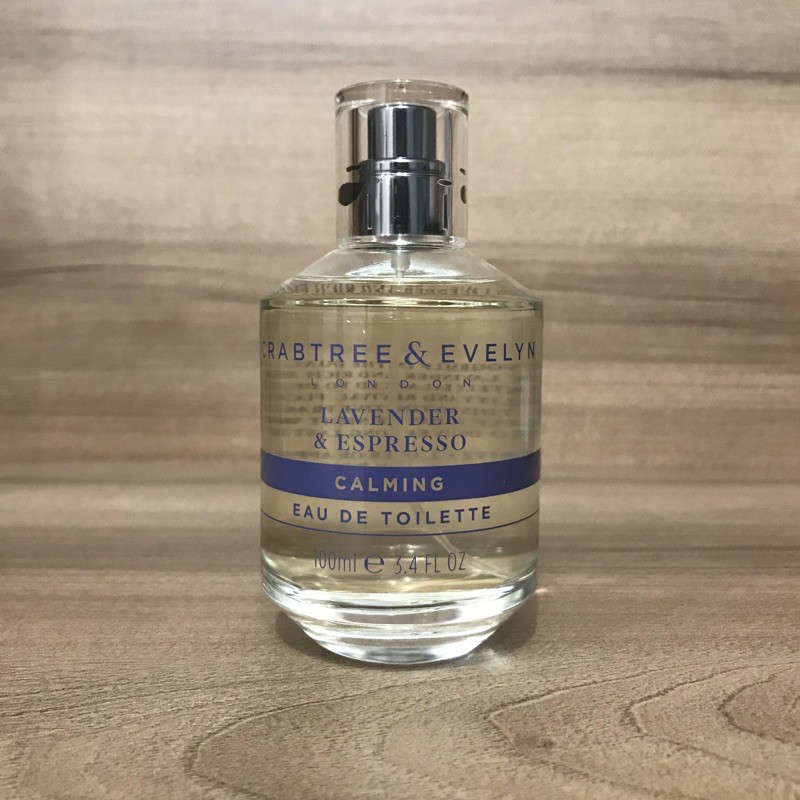 CRABTREE & EVELYN
LONDON
LAVENDER
& ESPRESSO
CALMING
EAU DE TOILETTE
100ml e 3.4 FL OZ